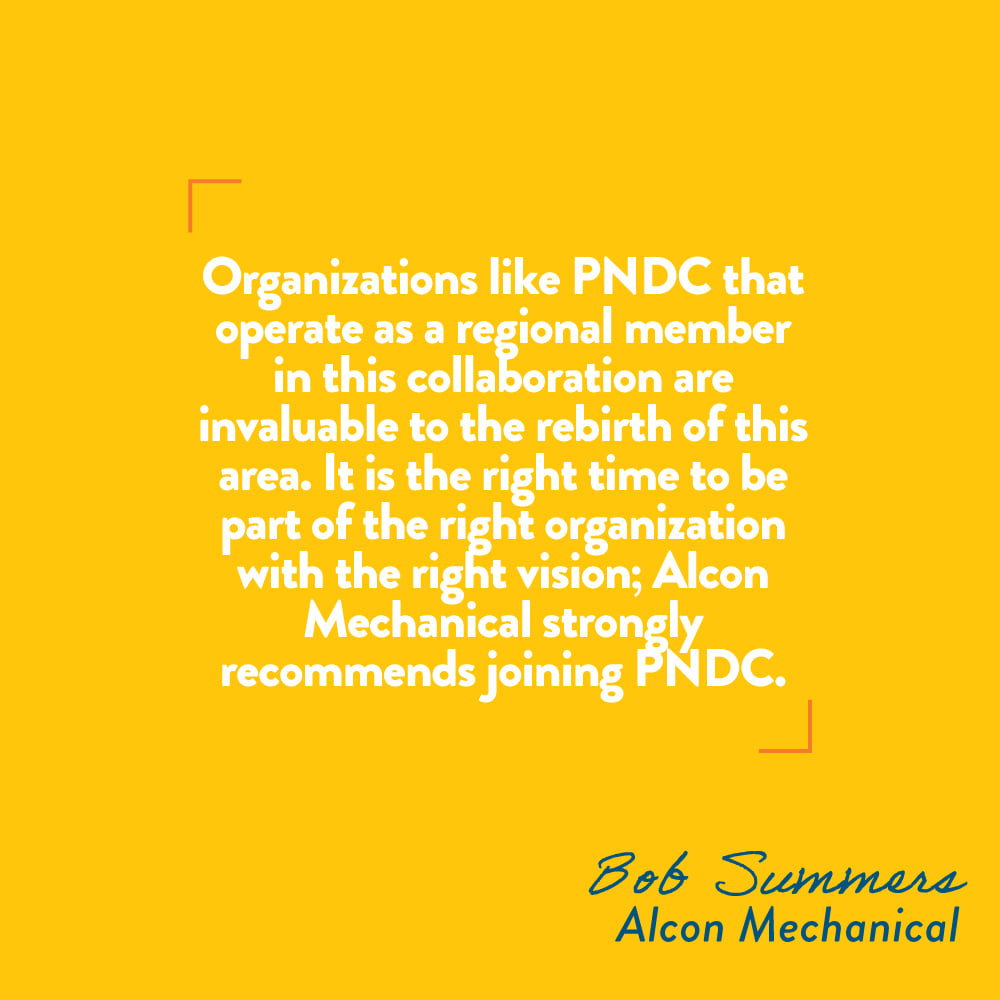 Organizations like PNDC that
operate as a regional member
in this collaboration are
invaluable to the rebirth of this
area. It is the right time to be
part of the right organization
with the right vision; Alcon
Mechanical strongly
recommends joining PNDC.
Bob Summers
Alcon Mechanical